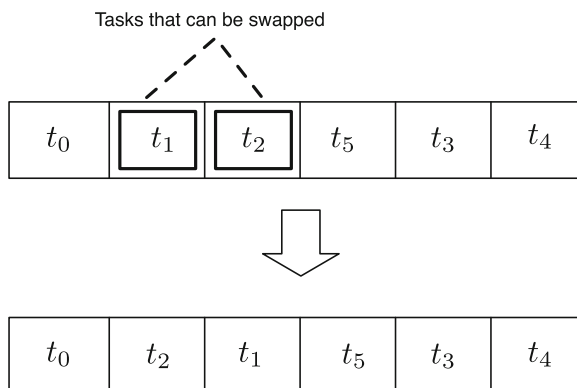 Tasks that can be swapped
t₀ t₁ t₂ t₅ t₃ t₄
t₀ t₂ t₁ t₅ t₃ t₄